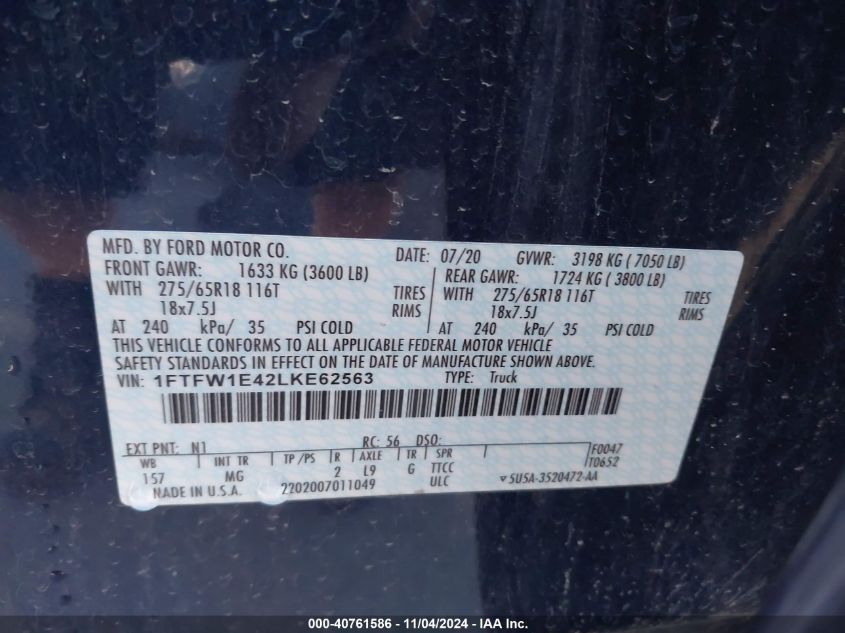 MFD. BY FORD MOTOR CO. DATE: 07/20 GVWR: 3198 KG ( 7050 LB)
FRONT GAWR: 1633 KG (3600 LB) REAR GAWR: 1724 KG ( 3800 LB)
WITH 275/65R18 116T TIRES WITH 275/65R18 116T TIRES
18x7.5J RIMS 18x7.5J RIMS
AT 240 kPa/ 35 PSI COLD AT 240 kPa/ 35 PSI COLD
THIS VEHICLE CONFORMS TO ALL APPLICABLE FEDERAL MOTOR VEHICLE
SAFETY STANDARDS IN EFFECT ON THE DATE OF MANUFACTURE SHOWN ABOVE.
VIN: 1FTFW1E42LKE62563 TYPE: Truck
EXT PNT: N1 RC: 56 DSO: F0047
WB INT TR TP/PS R AXLE TR SPR T0652
157 MG 2 L9 G TTCC
ULC
MADE IN U.S.A. 2202007011049 5U5A-3520472-AA
000-40761586 - 11/04/2024 - IAA Inc.